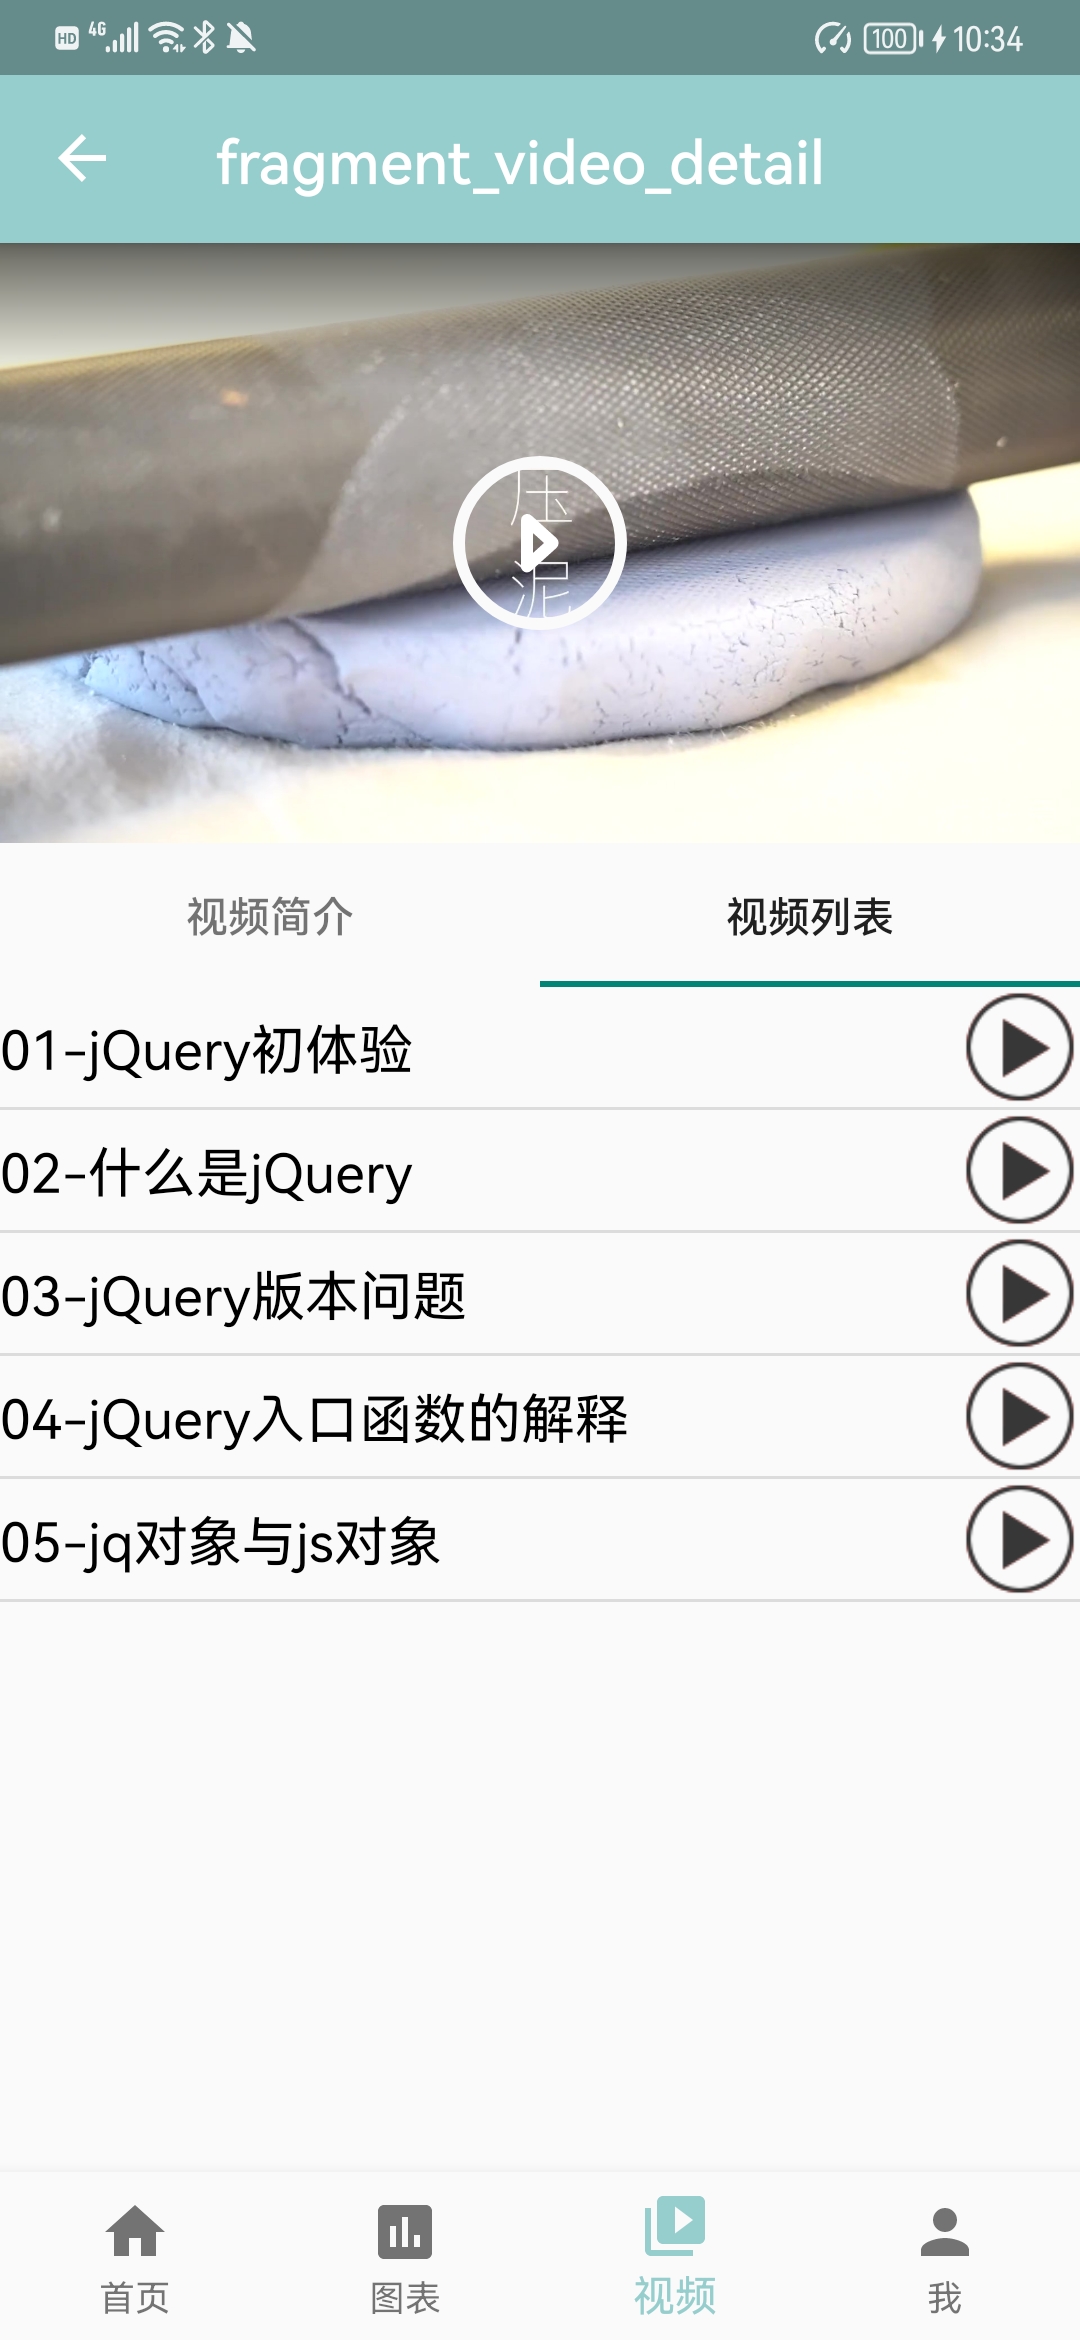 HD 4G 100 10:34
fragment_video_detail
压
泥
视频简介 视频列表
01-jQuery初体验
02-什么是jQuery
03-jQuery版本问题
04-jQuery入口函数的解释
05-jq对象与js对象
首页 图表 视频 我